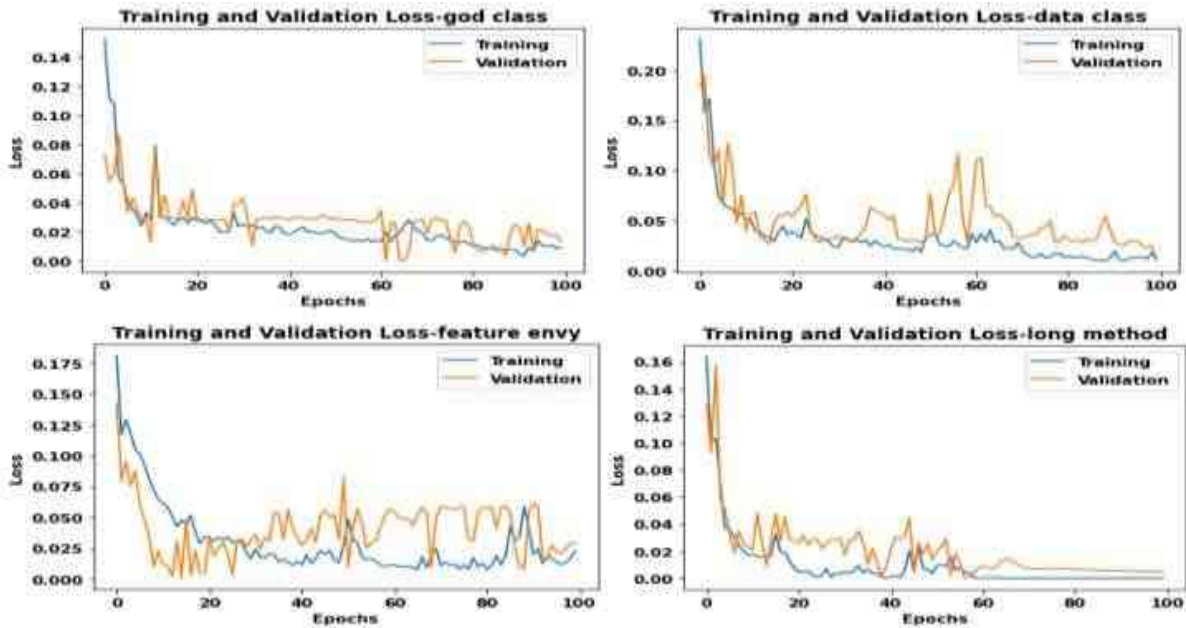 Training and Validation Loss-god class
Training
Validation
0.14
0.12
0.10
0.08
0.06
0.04
0.02
0.00
Loss
0
20
40
60
80
100
Epochs
Training and Validation Loss-data class
Training
Validation
0.20
0.15
0.10
0.05
0.00
Loss
0
20
40
60
80
100
Epochs
Training and Validation Loss-feature envy
Training
Validation
0.175
0.150
0.125
0.100
0.075
0.050
0.025
0.000
Loss
0
20
40
60
80
100
Epochs
Training and Validation Loss-long method
Training
Validation
0.16
0.14
0.12
0.10
0.08
0.06
0.04
0.02
0.00
Loss
0
20
40
60
80
100
Epochs